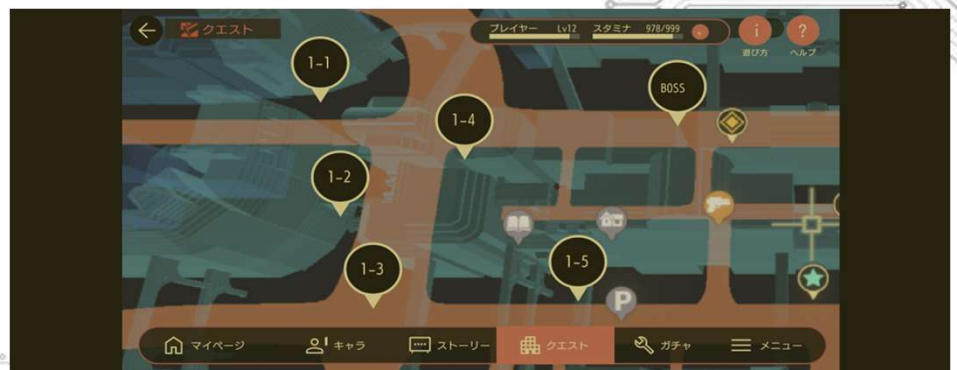 クエスト
プレイヤー Lv12 スタミナ 978/999
i
?
遊び方
ヘルプ
1-1
BOSS
1-4
1-2
1-3
1-5
P
マイページ
キャラ
ストーリー
クエスト
ガチャ
メニュー